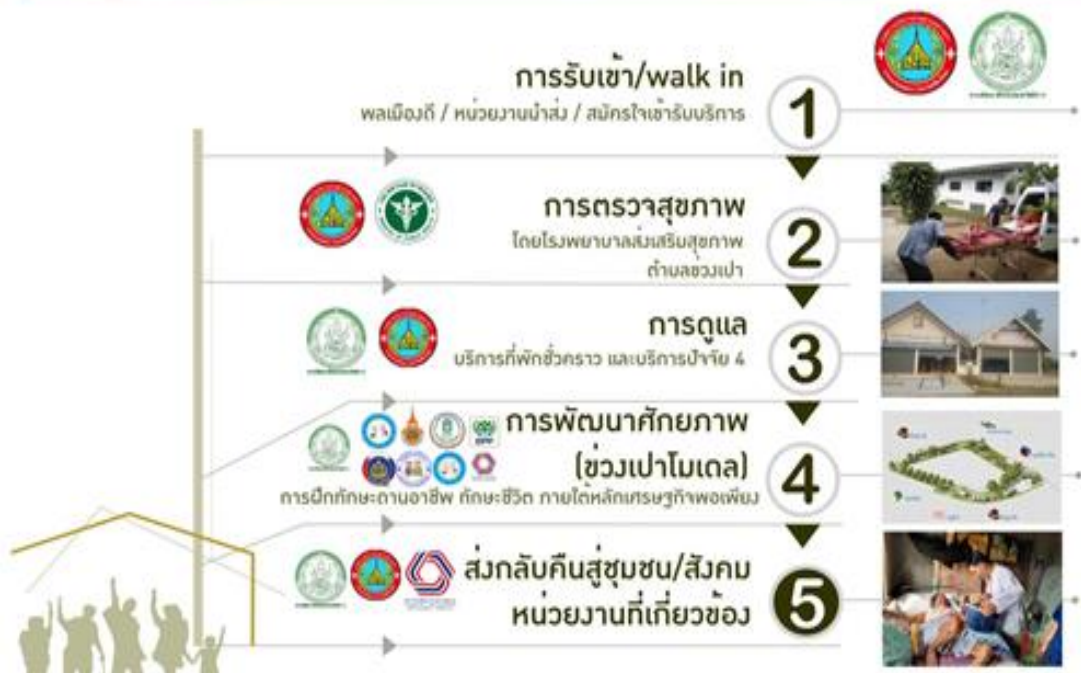 การรับเข้า/walk in
พลเมืองดี / หน่วยงานนำส่ง / สมัครใจเข้ารับบริการ
1
การตรวจสุขภาพ
โดยโรงพยาบาลส่งเสริมสุขภาพ
ตำบลข่วงเปา
2
การดูแล
บริการที่พักชั่วคราว และบริการปัจจัย 4
3
การพัฒนาศักยภาพ
(ข่วงเปาโมเดล)
การฝึกทักษะด้านอาชีพ ทักษะชีวิต ภายใต้หลักเศรษฐกิจพอเพียง
4
ส่งกลับคืนสู่ชุมชน/สังคม
หน่วยงานที่เกี่ยวข้อง
5